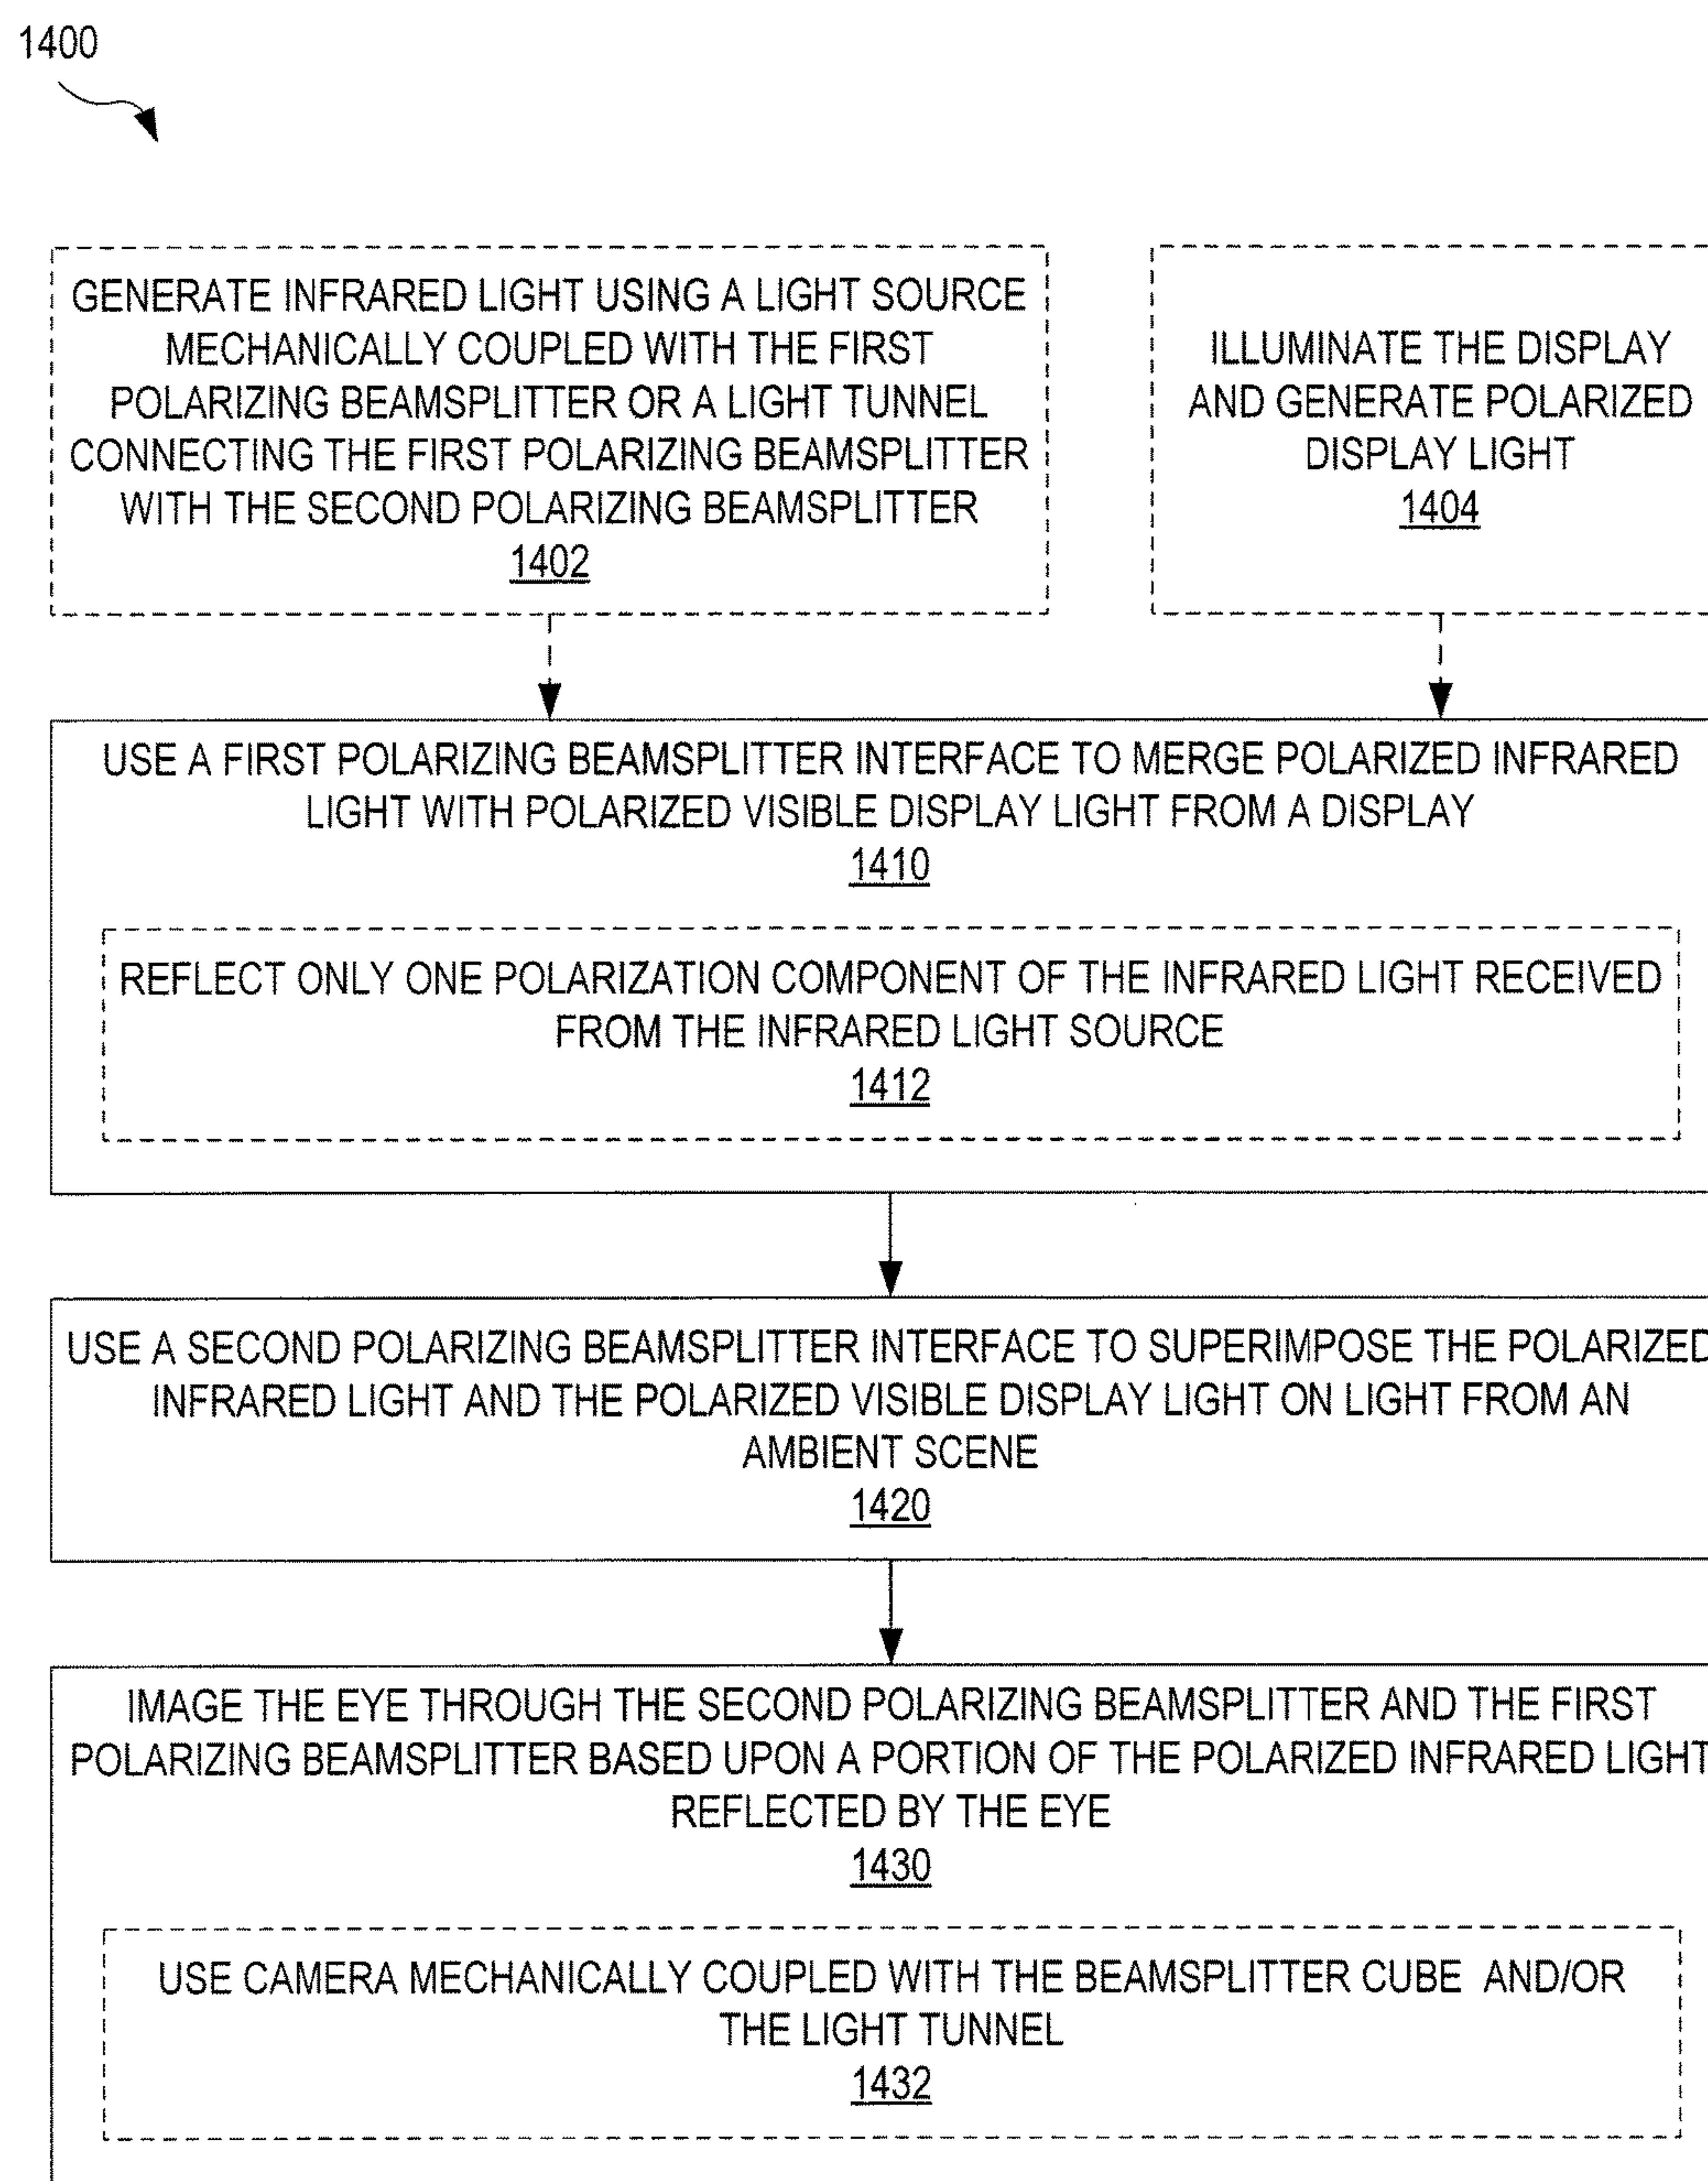 1400
GENERATE INFRARED LIGHT USING A LIGHT SOURCE
MECHANICALLY COUPLED WITH THE FIRST
POLARIZING BEAMSPLITTER OR A LIGHT TUNNEL
CONNECTING THE FIRST POLARIZING BEAMSPLITTER
WITH THE SECOND POLARIZING BEAMSPLITTER
1402
ILLUMINATE THE DISPLAY
AND GENERATE POLARIZED
DISPLAY LIGHT
1404
USE A FIRST POLARIZING BEAMSPLITTER INTERFACE TO MERGE POLARIZED INFRARED
LIGHT WITH POLARIZED VISIBLE DISPLAY LIGHT FROM A DISPLAY
1410
REFLECT ONLY ONE POLARIZATION COMPONENT OF THE INFRARED LIGHT RECEIVED
FROM THE INFRARED LIGHT SOURCE
1412
USE A SECOND POLARIZING BEAMSPLITTER INTERFACE TO SUPERIMPOSE THE POLARIZED
INFRARED LIGHT AND THE POLARIZED VISIBLE DISPLAY LIGHT ON LIGHT FROM AN
AMBIENT SCENE
1420
IMAGE THE EYE THROUGH THE SECOND POLARIZING BEAMSPLITTER AND THE FIRST
POLARIZING BEAMSPLITTER BASED UPON A PORTION OF THE POLARIZED INFRARED LIGHT
REFLECTED BY THE EYE
1430
USE CAMERA MECHANICALLY COUPLED WITH THE BEAMSPLITTER CUBE AND/OR
THE LIGHT TUNNEL
1432